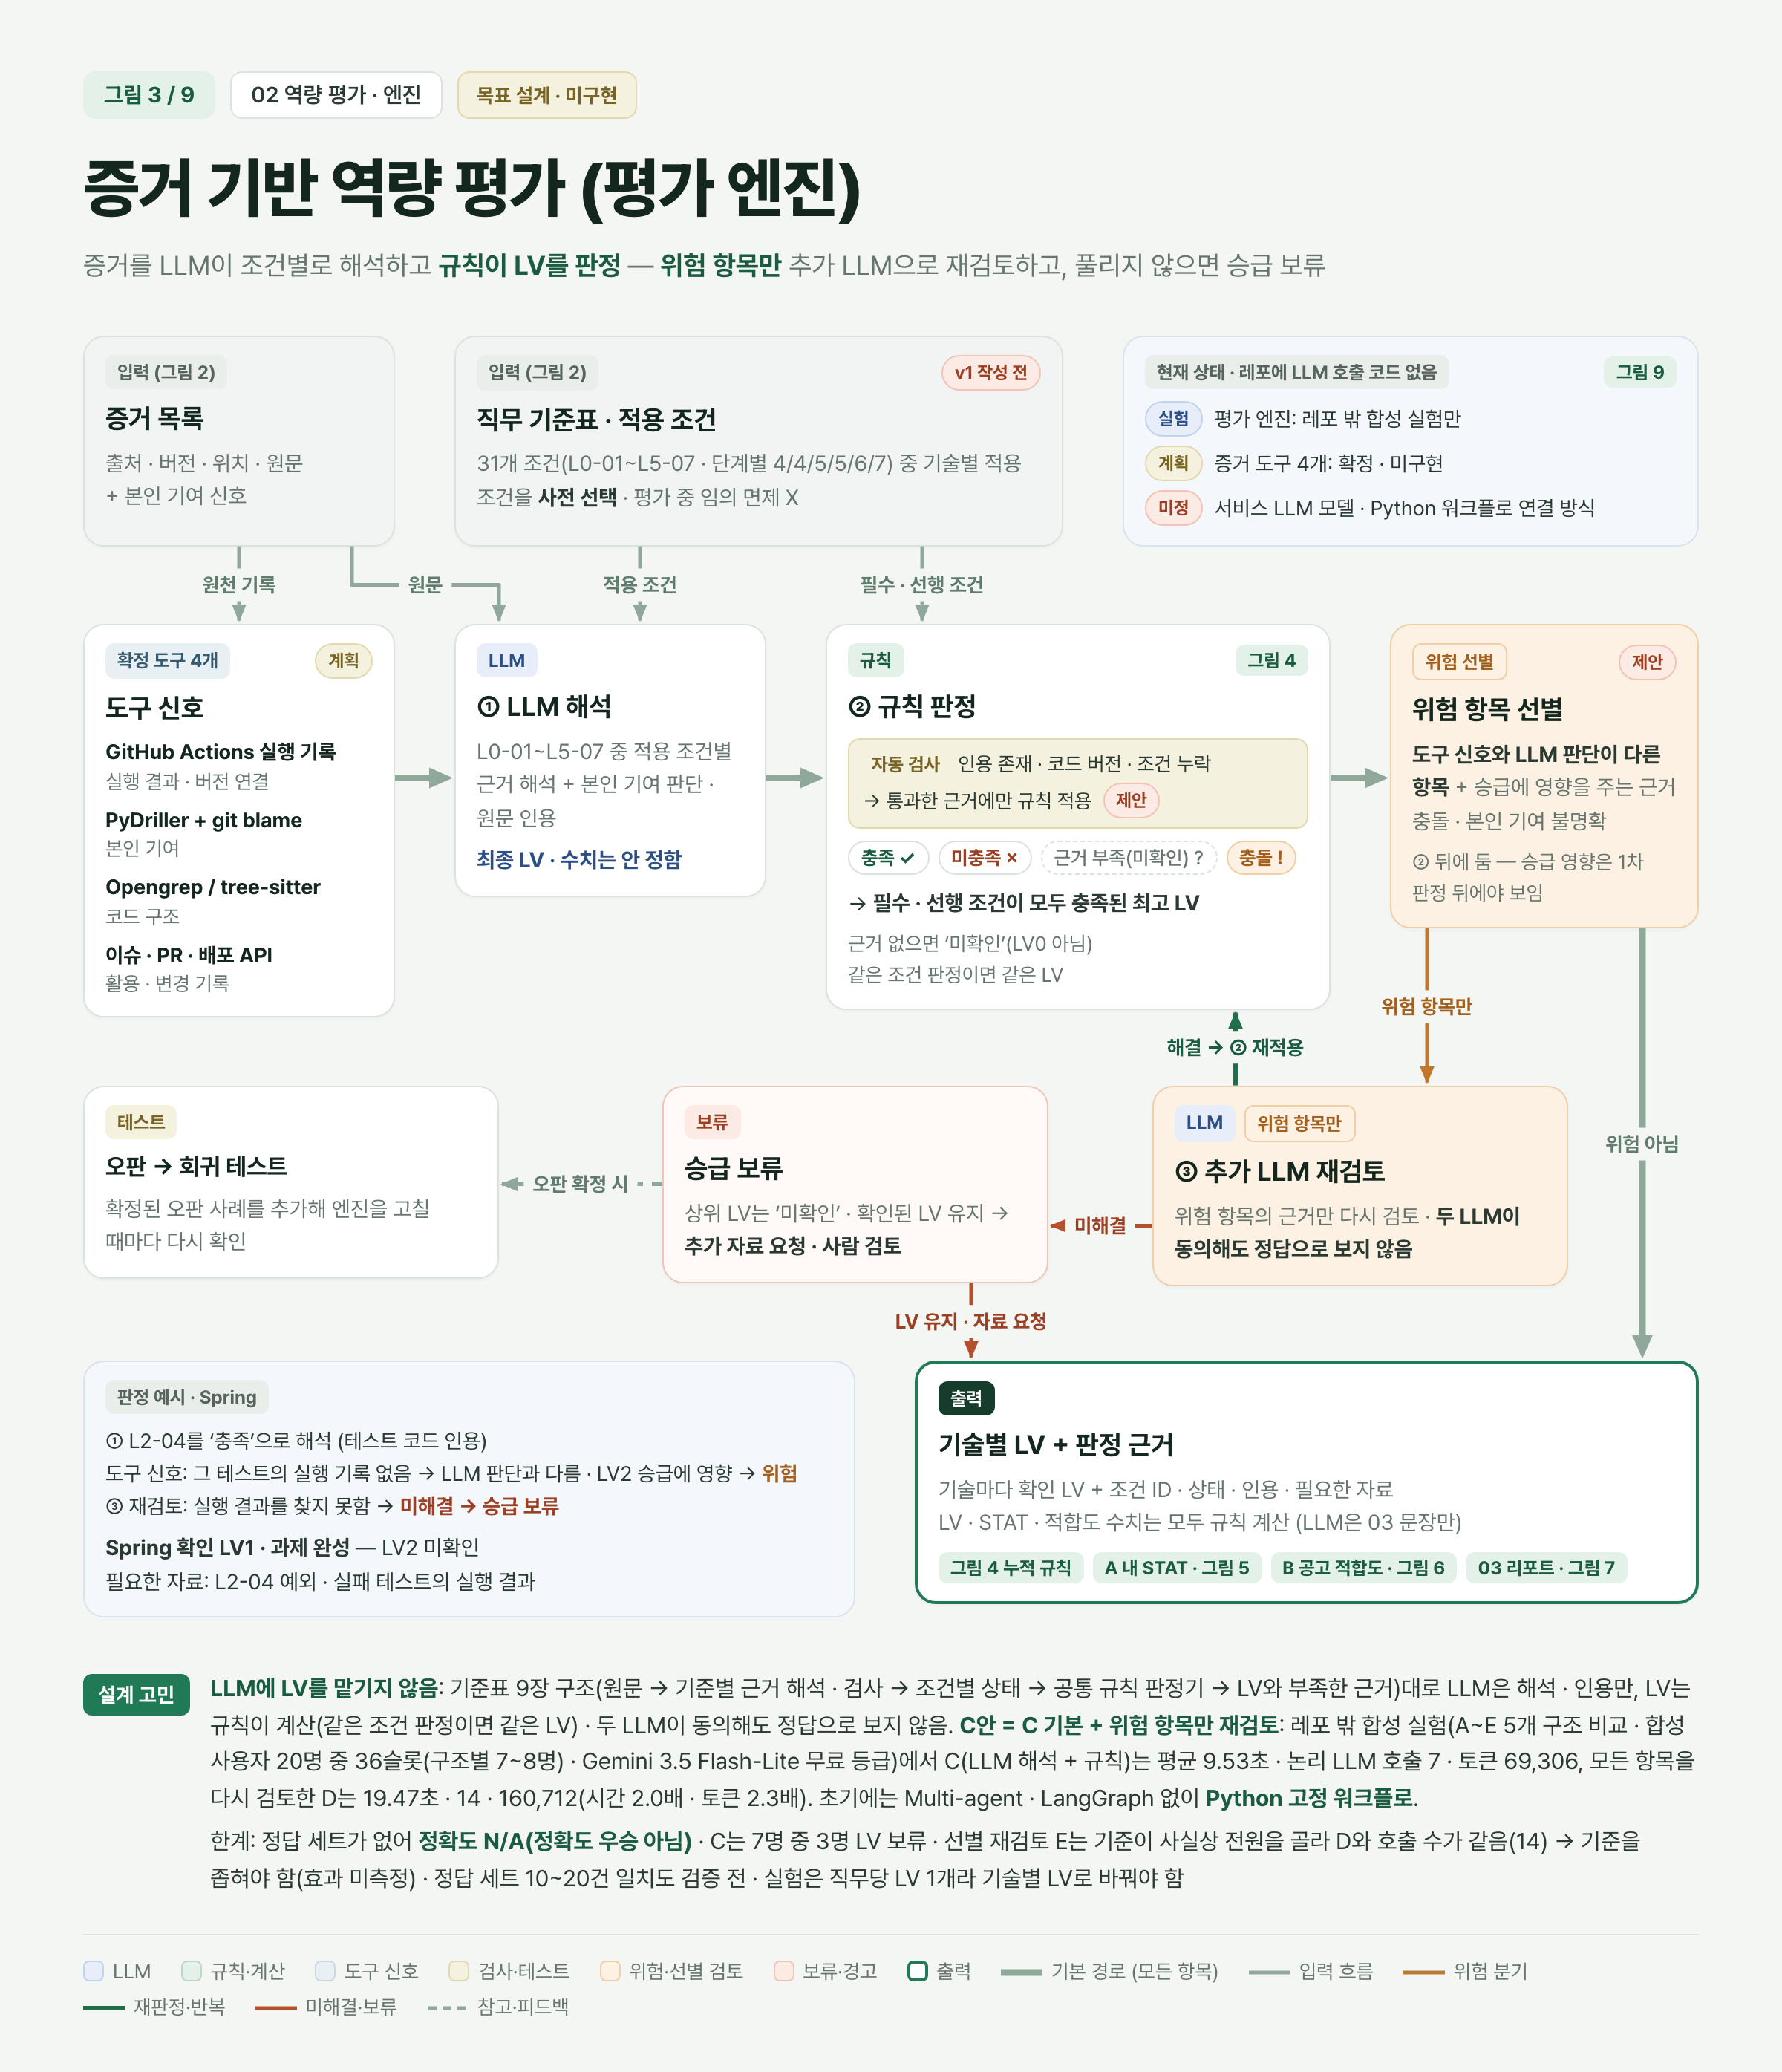 그림 3 / 9
02 역량 평가 · 엔진
목표 설계 · 미구현
증거 기반 역량 평가 (평가 엔진)
증거를 LLM이 조건별로 해석하고 규칙이 LV를 판정 — 위험 항목만 추가 LLM으로 재검토하고, 풀리지 않으면 승급 보류
입력 (그림 2)
증거 목록
출처 · 버전 · 위치 · 원문
+ 본인 기여 신호
입력 (그림 2)
v1 작성 전
직무 기준표 · 적용 조건
31개 조건(L0-01~L5-07 · 단계별 4/4/5/5/6/7) 중 기술별 적용
조건을 사전 선택 · 평가 중 임의 면제 X
현재 상태 · 레포에 LLM 호출 코드 없음
그림 9
실험 평가 엔진: 레포 밖 합성 실험만
계획 증거 도구 4개: 확정 · 미구현
미정 서비스 LLM 모델 · Python 워크플로 연결 방식
원천 기록
원문
적용 조건
필수 · 선행 조건
확정 도구 4개
계획
도구 신호
GitHub Actions 실행 기록
실행 결과 · 버전 연결
PyDriller + git blame
본인 기여
Opengrep / tree-sitter
코드 구조
이슈 · PR · 배포 API
활용 · 변경 기록
LLM
① LLM 해석
L0-01~L5-07 중 적용 조건별
근거 해석 + 본인 기여 판단 ·
원문 인용
최종 LV · 수치는 안 정함
규칙
그림 4
② 규칙 판정
자동 검사 인용 존재 · 코드 버전 · 조건 누락
→ 통과한 근거에만 규칙 적용 제안
충족 ✓
미충족 ×
근거 부족(미확인) ?
충돌 !
→ 필수 · 선행 조건이 모두 충족된 최고 LV
근거 없으면 ‘미확인’(LV0 아님)
같은 조건 판정이면 같은 LV
위험 선별
제안
위험 항목 선별
도구 신호와 LLM 판단이 다른
항목 + 승급에 영향을 주는 근거
충돌 · 본인 기여 불명확
② 뒤에 둠 — 승급 영향은 1차
판정 뒤에야 보임
위험 항목만
해결 → ② 재적용
위험 아님
테스트
오판 → 회귀 테스트
확정된 오판 사례를 추가해 엔진을 고칠
때마다 다시 확인
오판 확정 시
보류
승급 보류
상위 LV는 ‘미확인’ · 확인된 LV 유지 →
추가 자료 요청 · 사람 검토
미해결
LLM
위험 항목만
③ 추가 LLM 재검토
위험 항목의 근거만 다시 검토 · 두 LLM이
동의해도 정답으로 보지 않음
LV 유지 · 자료 요청
판정 예시 · Spring
① L2-04를 ‘충족’으로 해석 (테스트 코드 인용)
도구 신호: 그 테스트의 실행 기록 없음 → LLM 판단과 다름 · LV2 승급에 영향 → 위험
③ 재검토: 실행 결과를 찾지 못함 → 미해결 → 승급 보류
Spring 확인 LV1 · 과제 완성 — LV2 미확인
필요한 자료: L2-04 예외 · 실패 테스트의 실행 결과
출력
기술별 LV + 판정 근거
기술마다 확인 LV + 조건 ID · 상태 · 인용 · 필요한 자료
LV · STAT · 적합도 수치는 모두 규칙 계산 (LLM은 03 문장만)
그림 4 누적 규칙
A 내 STAT · 그림 5
B 공고 적합도 · 그림 6
03 리포트 · 그림 7
설계 고민
LLM에 LV를 맡기지 않음: 기준표 9장 구조(원문 → 기준별 근거 해석 · 검사 → 조건별 상태 → 공통 규칙 판정기 → LV와 부족한 근거)대로 LLM은 해석 · 인용만, LV는
규칙이 계산(같은 조건 판정이면 같은 LV) · 두 LLM이 동의해도 정답으로 보지 않음. C안 = C 기본 + 위험 항목만 재검토: 레포 밖 합성 실험(A~E 5개 구조 비교 · 합성
사용자 20명 중 36슬롯(구조별 7~8명) · Gemini 3.5 Flash-Lite 무료 등급)에서 C(LLM 해석 + 규칙)는 평균 9.53초 · 논리 LLM 호출 7 · 토큰 69,306, 모든 항목을
다시 검토한 D는 19.47초 · 14 · 160,712(시간 2.0배 · 토큰 2.3배). 초기에는 Multi-agent · LangGraph 없이 Python 고정 워크플로.
한계: 정답 세트가 없어 정확도 N/A(정확도 우승 아님) · C는 7명 중 3명 LV 보류 · 선별 재검토 E는 기준이 사실상 전원을 골라 D와 호출 수가 같음(14) → 기준을
좁혀야 함(효과 미측정) · 정답 세트 10~20건 일치도 검증 전 · 실험은 직무당 LV 1개라 기술별 LV로 바꿔야 함
LLM
규칙·계산
도구 신호
검사·테스트
위험·선별 검토
보류·경고
출력
기본 경로 (모든 항목)
입력 흐름
위험 분기
재판정·반복
미해결·보류
참고·피드백